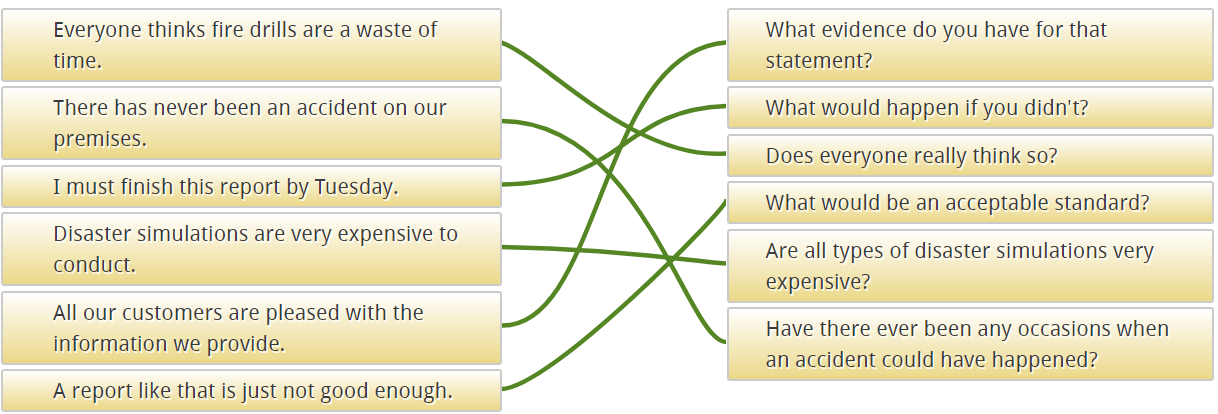 Everyone thinks fire drills are a waste of
time.
There has never been an accident on our
premises.
I must finish this report by Tuesday.
Disaster simulations are very expensive to
conduct.
All our customers are pleased with the
information we provide.
A report like that is just not good enough.
What evidence do you have for that
statement?
What would happen if you didn't?
Does everyone really think so?
What would be an acceptable standard?
Are all types of disaster simulations very
expensive?
Have there ever been any occasions when
an accident could have happened?